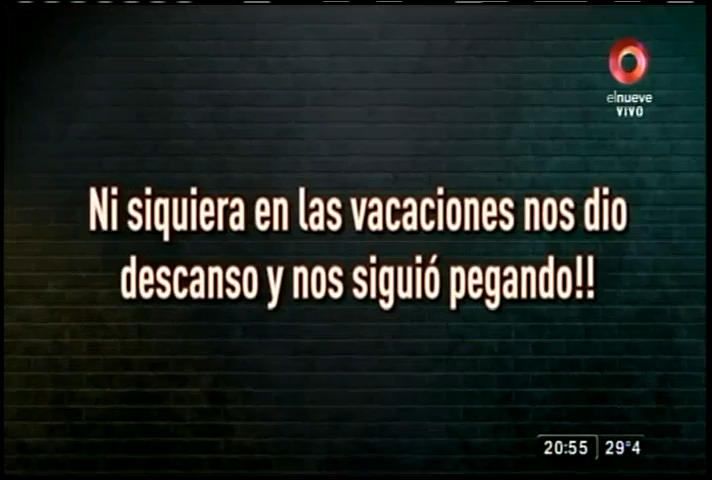 elnueve
VIVO
Ni siquiera en las vacaciones nos dio
descanso y nos siguió pegando!!
20:55 29°4